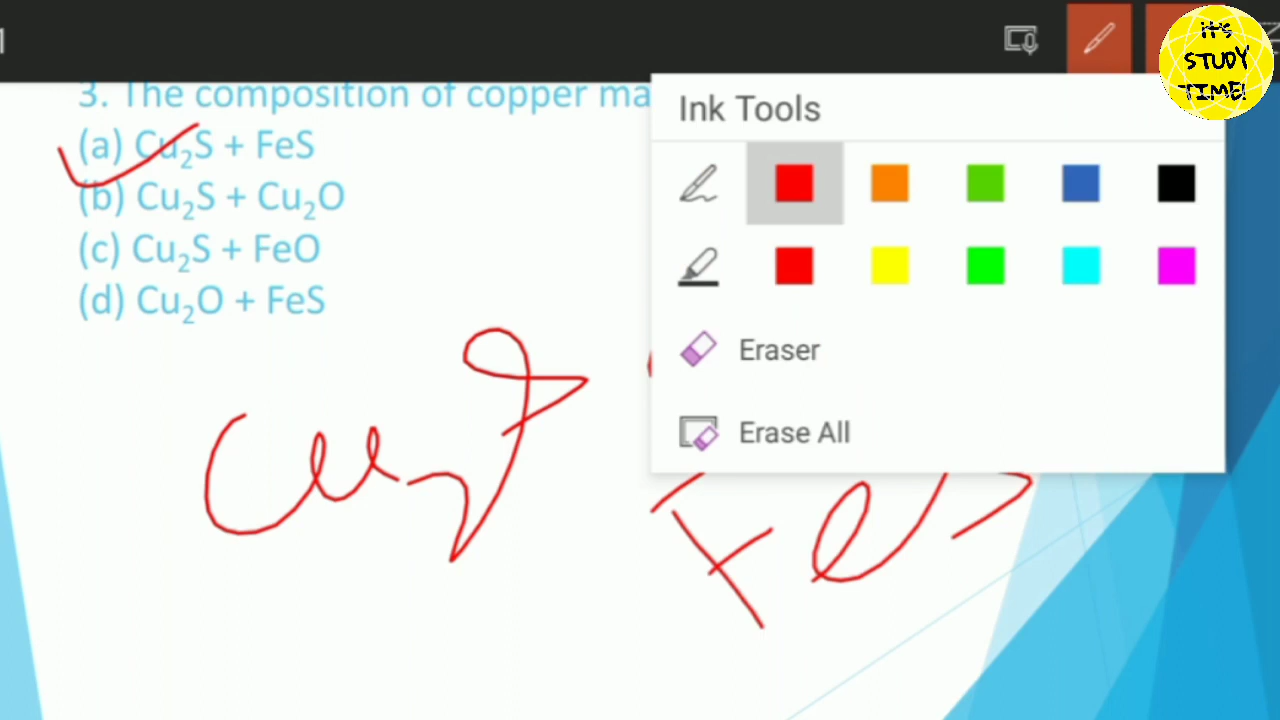 3. The composition of copper ma
(a) Cu₂S + FeS
(b) Cu₂S + Cu₂O
(c) Cu₂S + FeO
(d) Cu₂O + FeS
Ink Tools
Eraser
Erase All
IT'S
STUDY
TIME!
Cu₂S
FeS